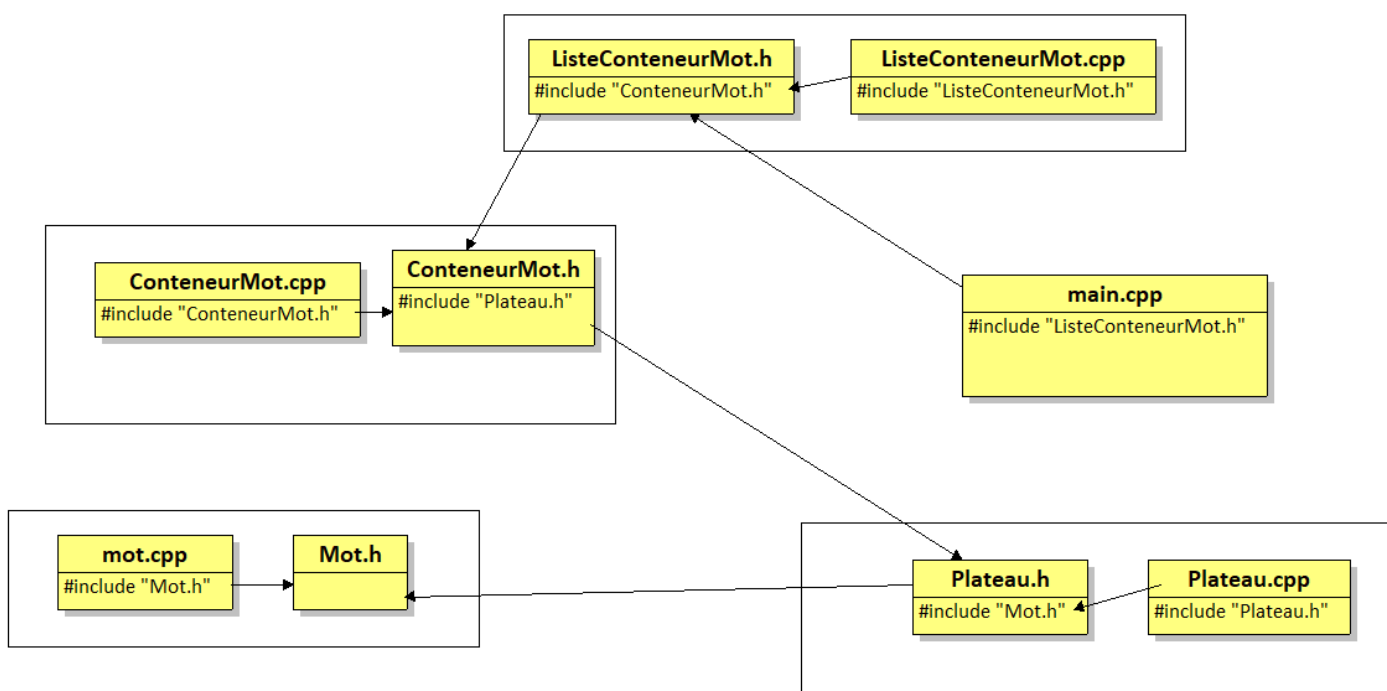 ListeConteneurMot.h
#include "ConteneurMot.h"
ListeConteneurMot.cpp
#include "ListeConteneurMot.h"
ConteneurMot.cpp
#include "ConteneurMot.h"
ConteneurMot.h
#include "Plateau.h"
main.cpp
#include "ListeConteneurMot.h"
mot.cpp
#include "Mot.h"
Mot.h
Plateau.h
#include "Mot.h"
Plateau.cpp
#include "Plateau.h"